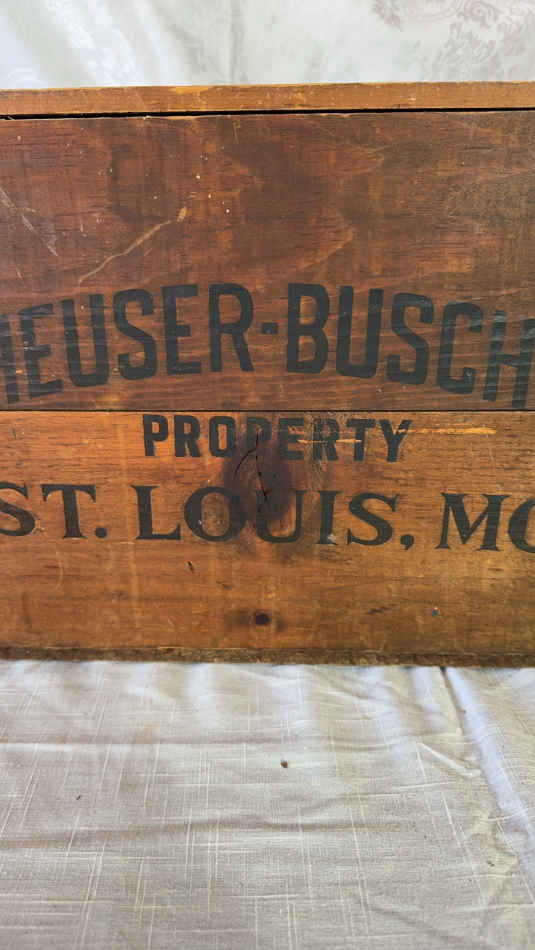 HEUSER-BUSCH
PROPERTY
ST. LOUIS, MO